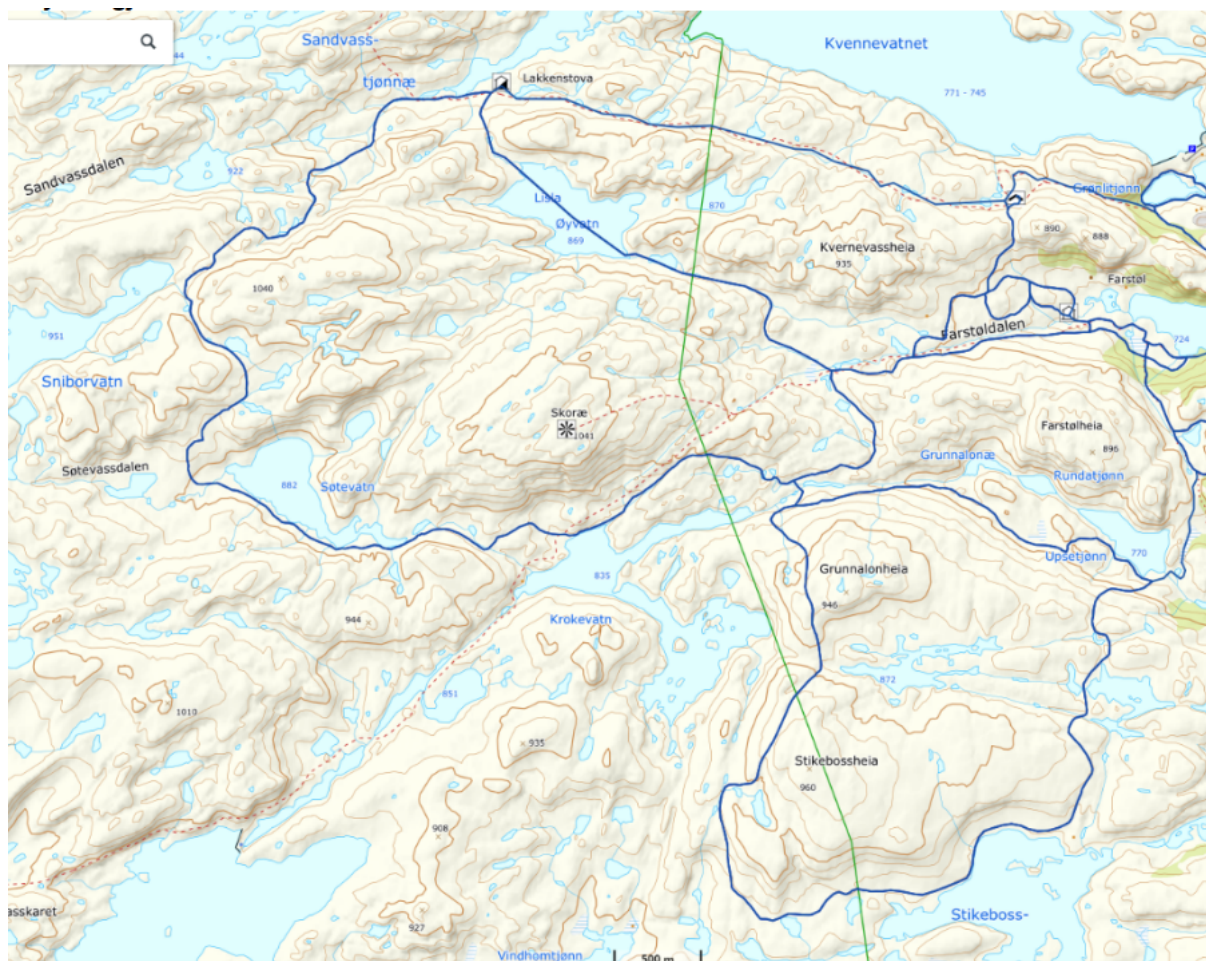 Sandvass-
tjønnæ
Kvennevatnet
Lakkenstova
771 - 745
Sandvassdalen
922
Lisla
Øyvatn
869
870
Grønlitjønn
Kvernevassheia
935
890
888
1040
Farstøl
951
Farstøldalen
724
Sniborvatn
Skoræ
1041
Farstølheia
896
Søtevassdalen
882
Søtevatn
Grunnalonæ
Rundatjønn
Upsetjønn
770
835
Grunnalonheia
946
944
Krokevatn
851
872
1010
935
Stikebossheia
960
908
asskaret
927
Stikeboss-
Vindhomtjønn
500 m